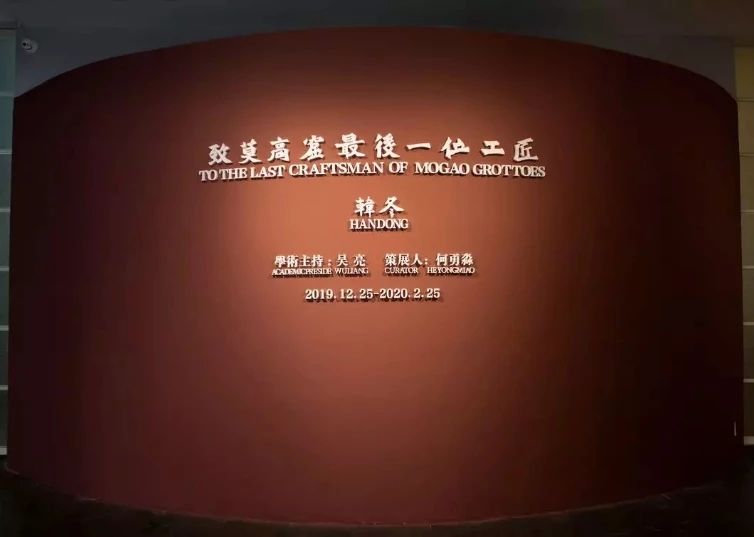 致莫高窟最後一位工匠
TO THE LAST CRAFTSMAN OF MOGAO GROTTOES
韓冬
HANDONG
學術主持：吴亮 策展人：何勇淼
ACADEMICPRESIDE WULIANG CURATOR HEYONGMIAO
2019.12.25-2020.2.25